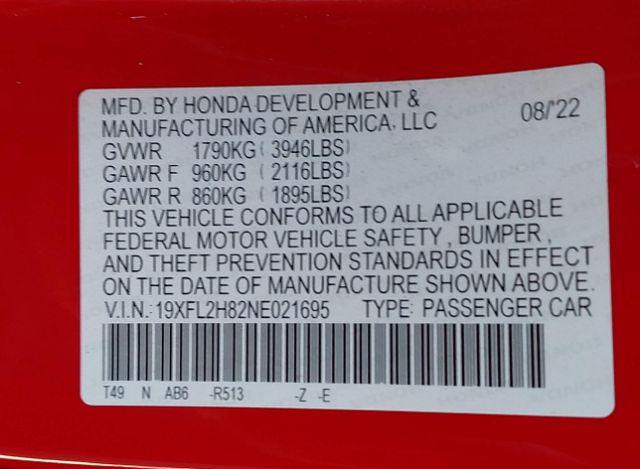 MFD. BY HONDA DEVELOPMENT &
MANUFACTURING OF AMERICA, LLC 08/'22
GVWR 1790KG ( 3946LBS)
GAWR F 960KG ( 2116LBS)
GAWR R 860KG ( 1895LBS)
THIS VEHICLE CONFORMS TO ALL APPLICABLE
FEDERAL MOTOR VEHICLE SAFETY , BUMPER ,
AND THEFT PREVENTION STANDARDS IN EFFECT
ON THE DATE OF MANUFACTURE SHOWN ABOVE.
V.I.N.: 19XFL2H82NE021695 TYPE: PASSENGER CAR
T49 N AB6 -R513 -Z -E